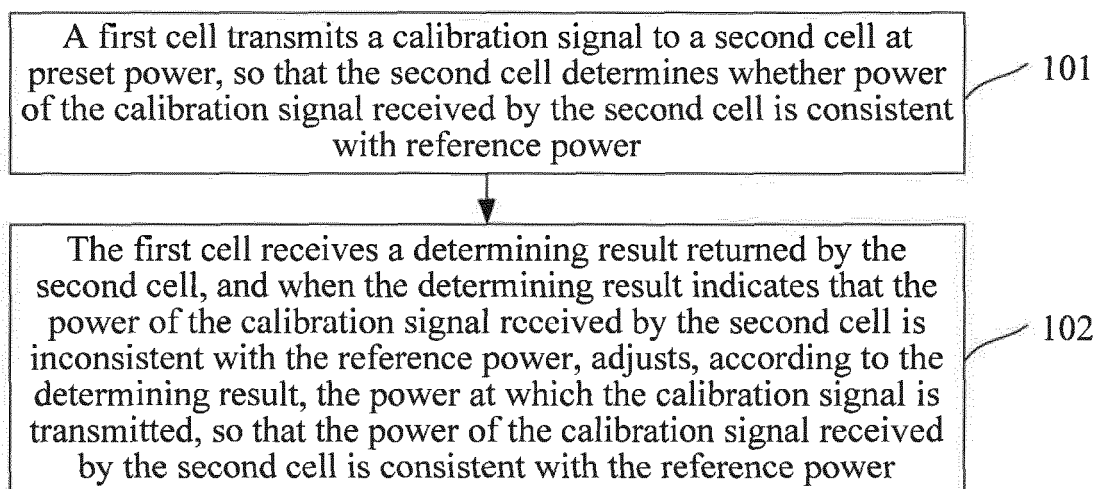 A first cell transmits a calibration signal to a second cell at
preset power, so that the second cell determines whether power
of the calibration signal received by the second cell is consistent
with reference power
101
The first cell receives a determining result returned by the
second cell, and when the determining result indicates that the
power of the calibration signal received by the second cell is
inconsistent with the reference power, adjusts, according to the
determining result, the power at which the calibration signal is
transmitted, so that the power of the calibration signal received
by the second cell is consistent with the reference power
102